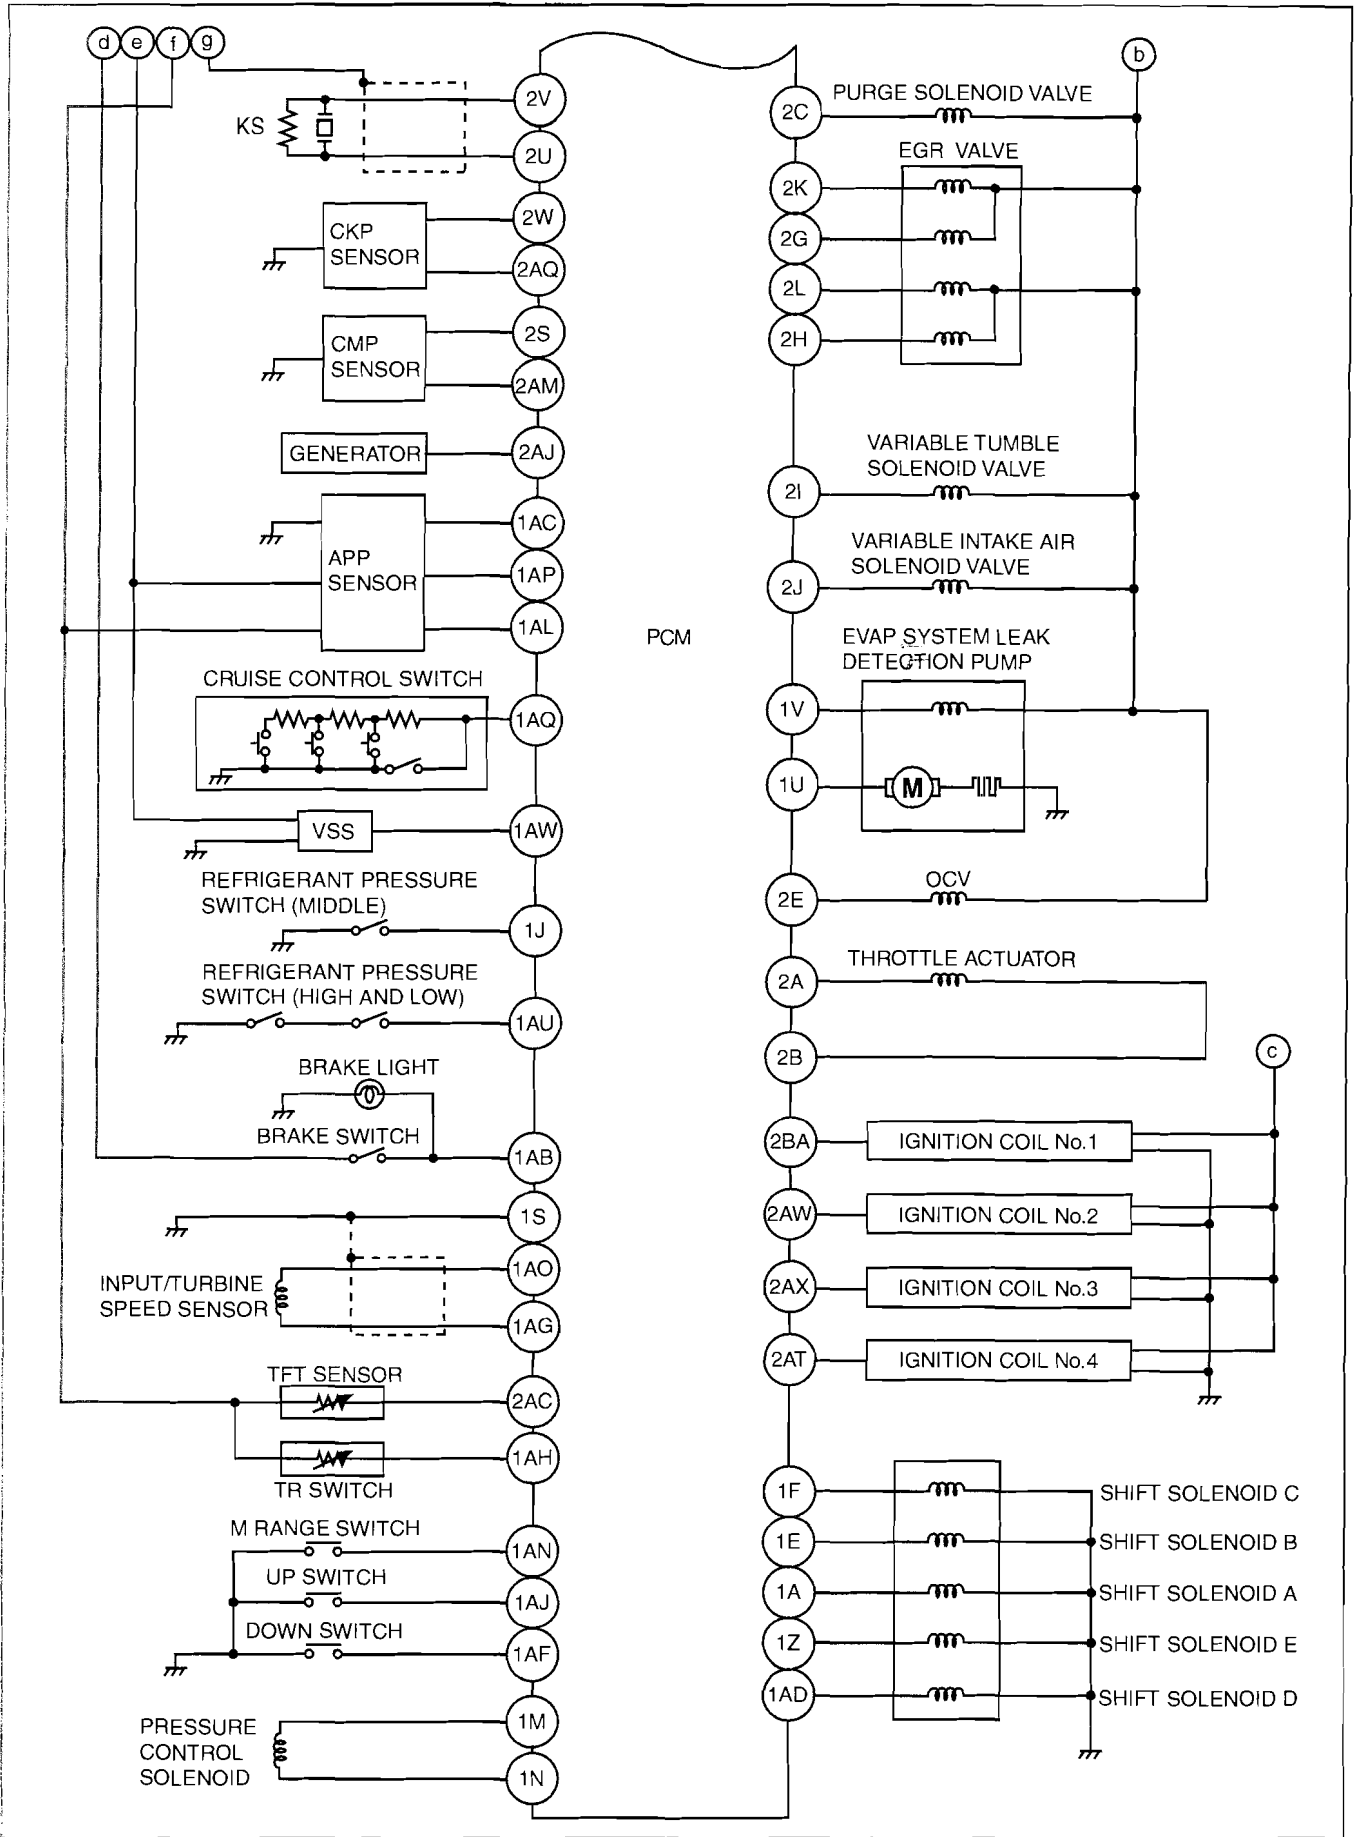 d e f g
b
KS
2V
2U
CKP
SENSOR
2W
2AQ
CMP
SENSOR
2S
2AM
GENERATOR
2AJ
APP
SENSOR
1AC
1AP
1AL
CRUISE CONTROL SWITCH
1AQ
VSS
1AW
REFRIGERANT PRESSURE
SWITCH (MIDDLE)
1J
REFRIGERANT PRESSURE
SWITCH (HIGH AND LOW)
1AU
BRAKE LIGHT
BRAKE SWITCH
1AB
1S
INPUT/TURBINE
SPEED SENSOR
1AO
1AG
TFT SENSOR
2AC
1AH
TR SWITCH
M RANGE SWITCH
1AN
UP SWITCH
1AJ
DOWN SWITCH
1AF
PRESSURE
CONTROL
SOLENOID
1M
1N
PCM
PURGE SOLENOID VALVE
2C
EGR VALVE
2K
2G
2L
2H
VARIABLE TUMBLE
SOLENOID VALVE
2I
VARIABLE INTAKE AIR
SOLENOID VALVE
2J
EVAP SYSTEM LEAK
DETECTION PUMP
1V
1U
M
OCV
2E
THROTTLE ACTUATOR
2A
2B
c
2BA
IGNITION COIL No.1
2AW
IGNITION COIL No.2
2AX
IGNITION COIL No.3
2AT
IGNITION COIL No.4
1F
SHIFT SOLENOID C
1E
SHIFT SOLENOID B
1A
SHIFT SOLENOID A
1Z
SHIFT SOLENOID E
1AD
SHIFT SOLENOID D